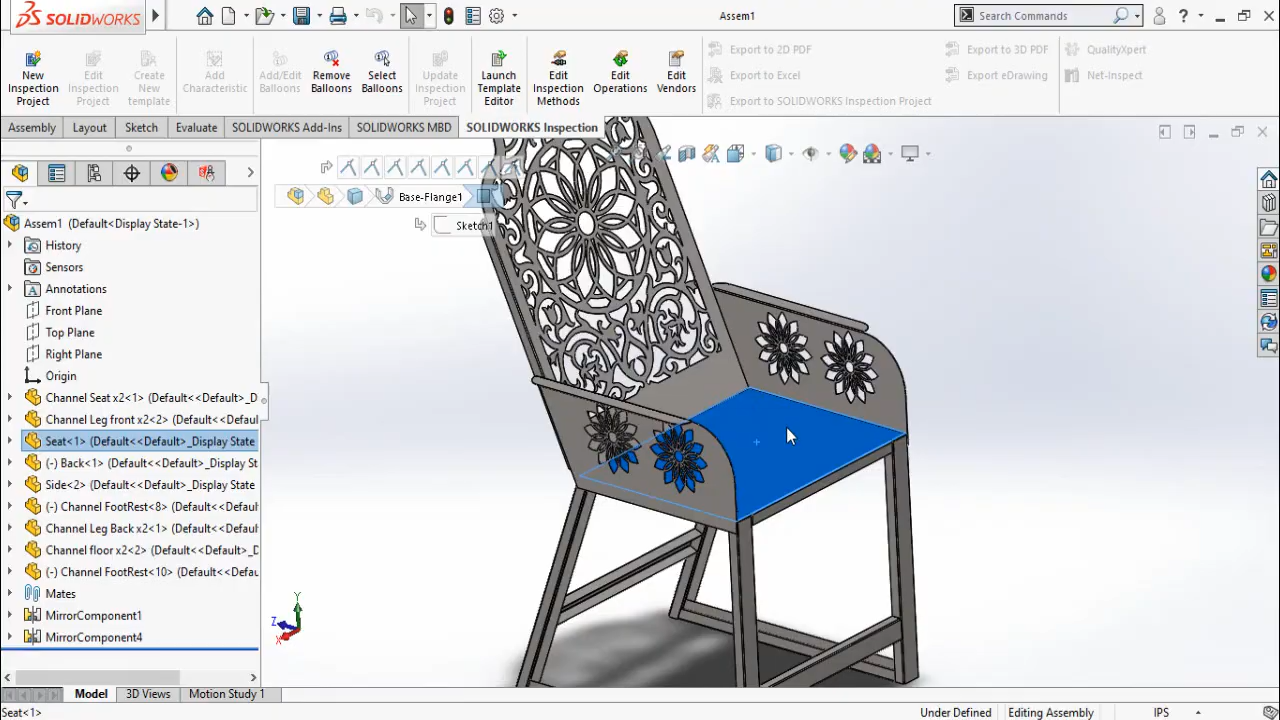 SOLIDWORKS
Assem1
Search Commands
New Inspection Project
Edit Inspection Project
Create New template
Add Characteristic
Add/Edit Balloons
Remove Balloons
Select Balloons
Update Inspection Project
Launch Template Editor
Edit Inspection Methods
Edit Operations
Edit Vendors
Export to 2D PDF
Export to Excel
Export to SOLIDWORKS Inspection Project
Export to 3D PDF
Export eDrawing
QualityXpert
Net-Inspect
Assembly
Layout
Sketch
Evaluate
SOLIDWORKS Add-Ins
SOLIDWORKS MBD
SOLIDWORKS Inspection
Base-Flange1
Sketch1
Assem1 (Default<Display State-1>)
History
Sensors
Annotations
Front Plane
Top Plane
Right Plane
Origin
Channel Seat x2<1> (Default<<Default>_D
Channel Leg front x2<2> (Default<<Defaul
Seat<1> (Default<<Default>_Display State
(-) Back<1> (Default<<Default>_Display St
Side<2> (Default<<Default>_Display State
(-) Channel FootRest<8> (Default<<Defaul
Channel Leg Back x2<1> (Default<<Default
Channel floor x2<2> (Default<<Default>_D
(-) Channel FootRest<10> (Default<<Defau
Mates
MirrorComponent1
MirrorComponent4
Y
Z
X
Model
3D Views
Motion Study 1
Seat<1>
Under Defined
Editing Assembly
IPS